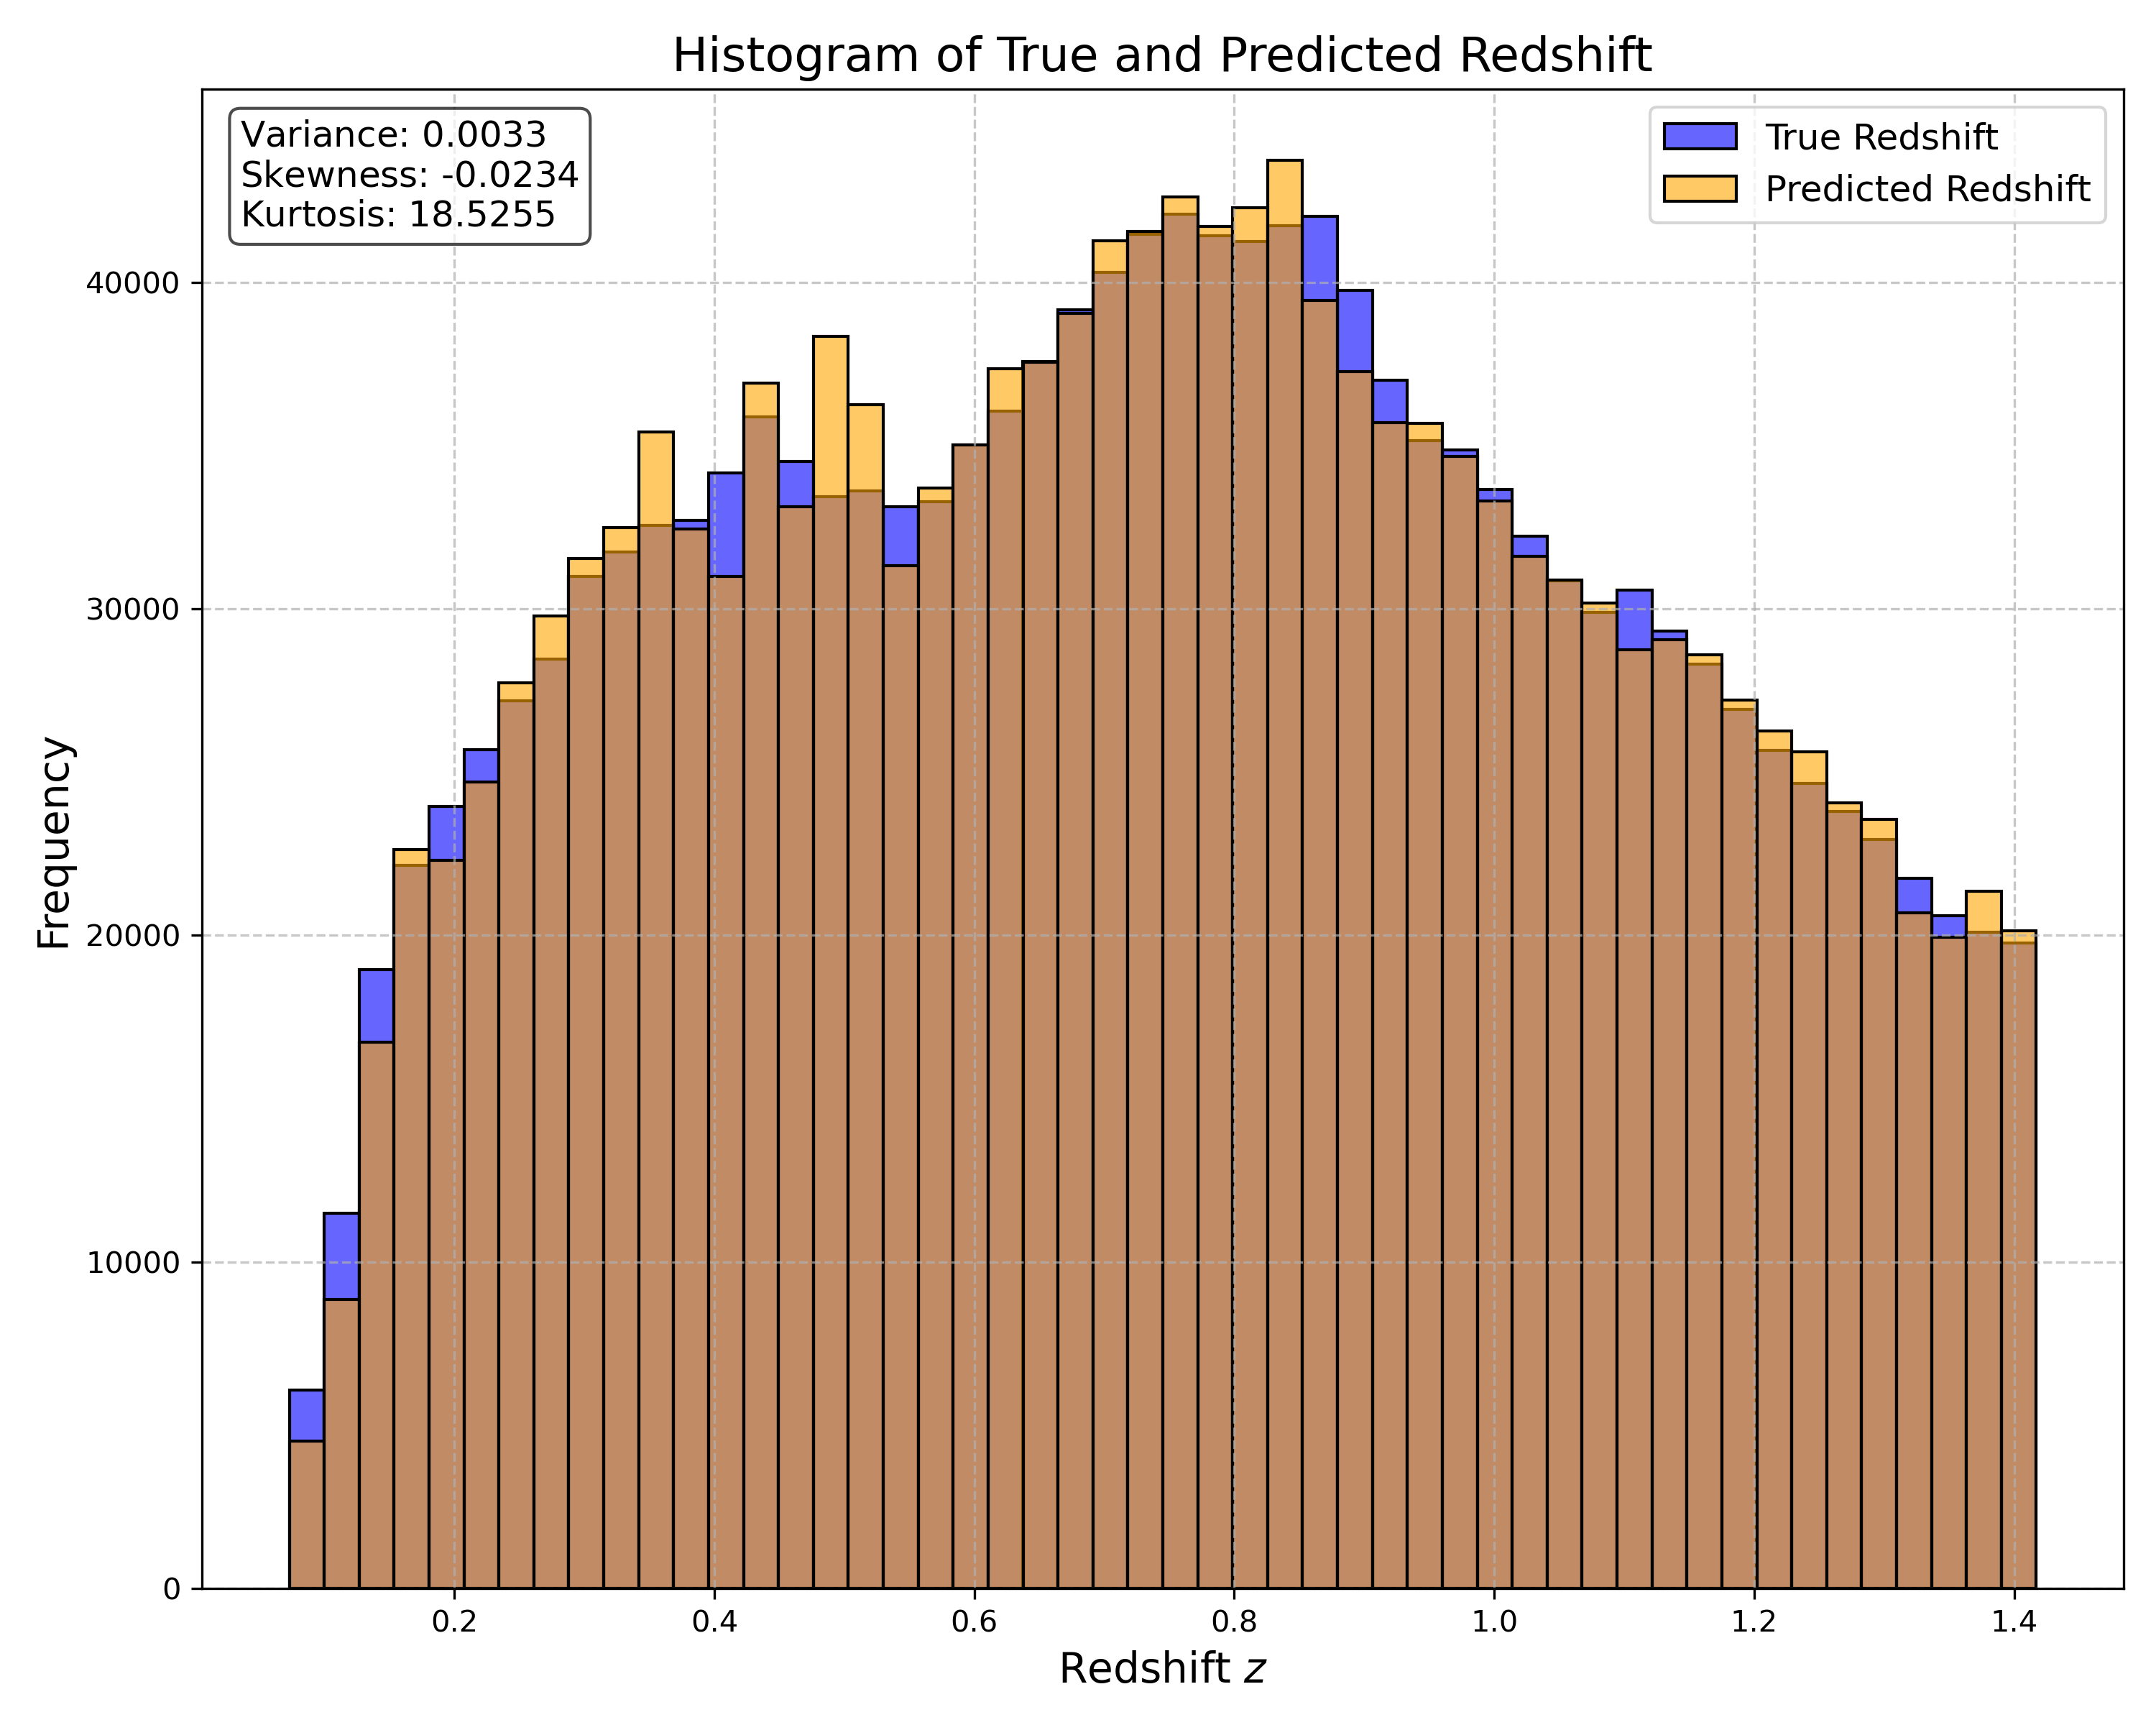 Histogram of True and Predicted Redshift
Variance: 0.0033
Skewness: -0.0234
Kurtosis: 18.5255
True Redshift
Predicted Redshift
Frequency
40000
30000
20000
10000
0
0.2 0.4 0.6 0.8 1.0 1.2 1.4
Redshift z